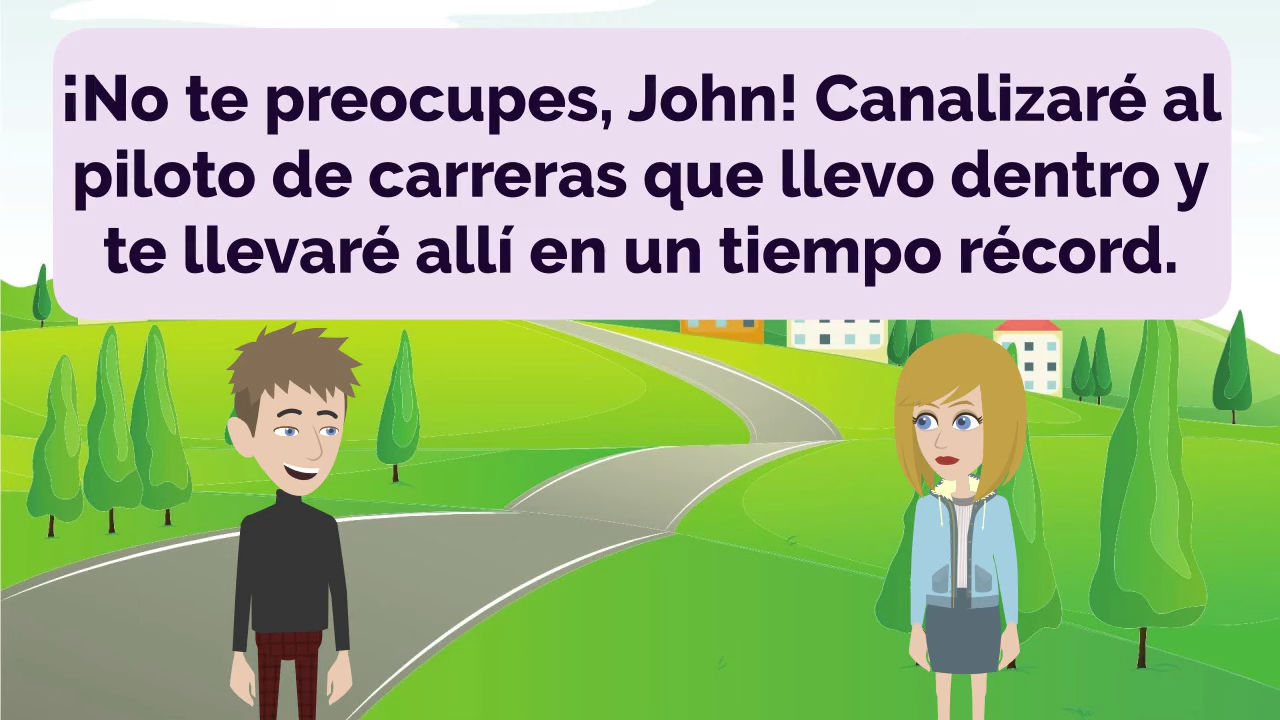 ¡No te preocupes, John! Canalizaré al
piloto de carreras que llevo dentro y
te llevaré allí en un tiempo récord.